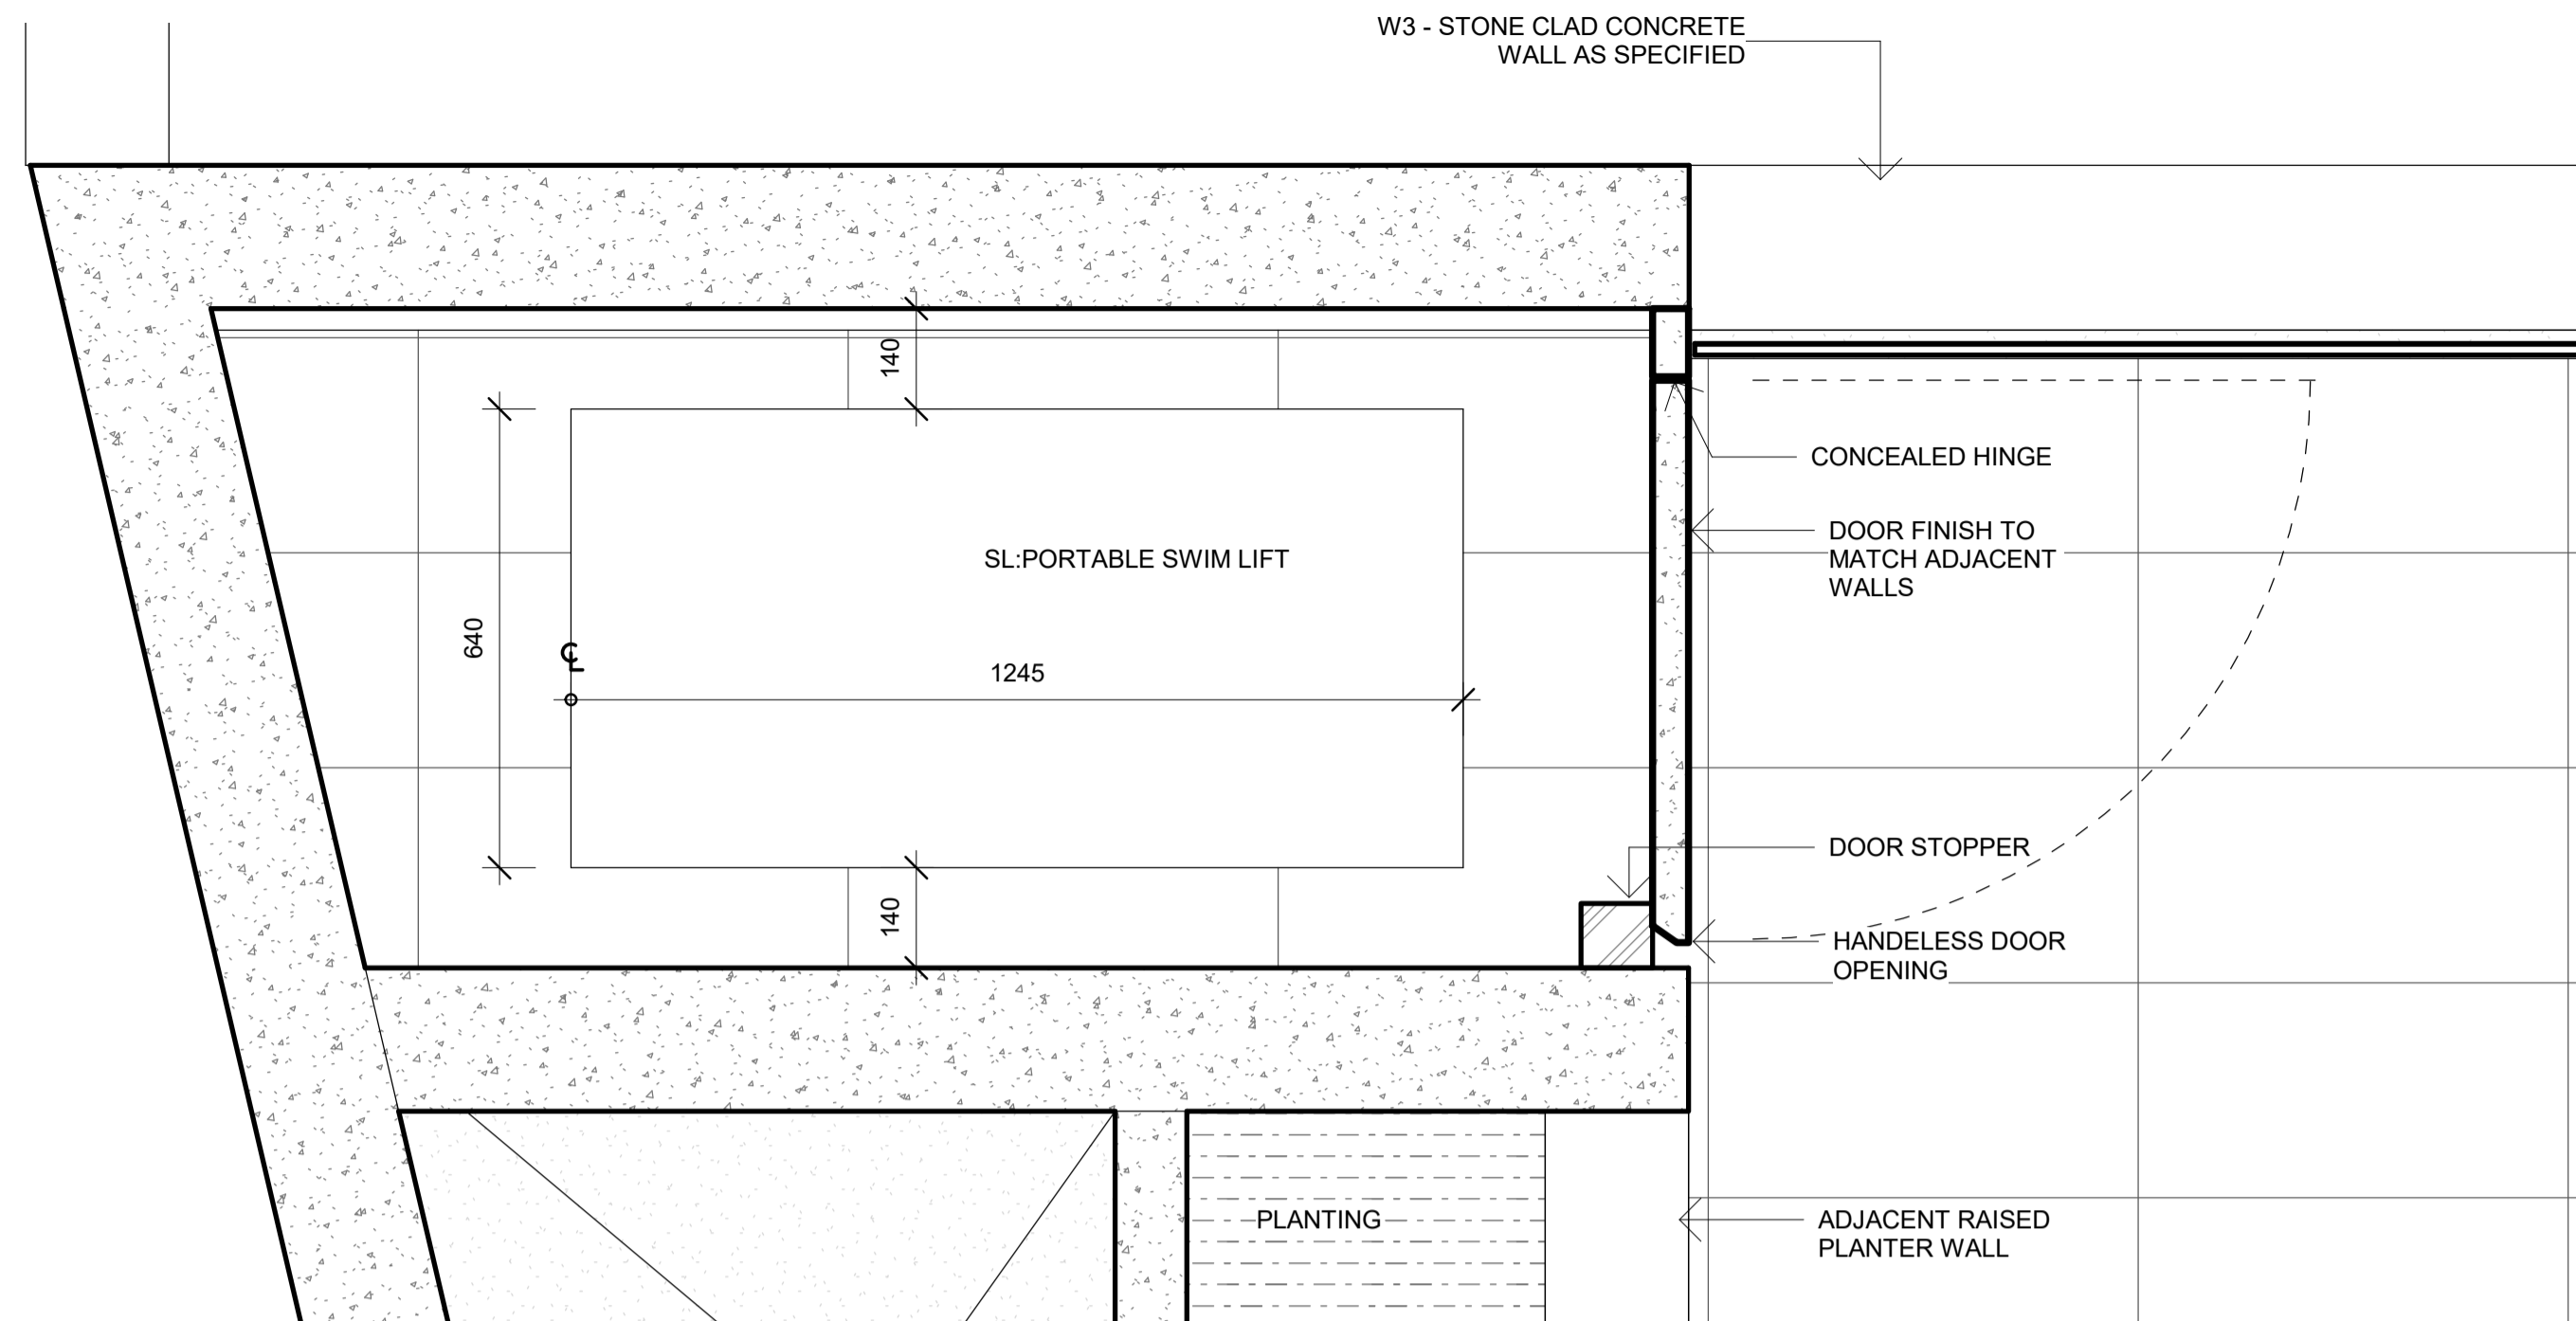 W3 - STONE CLAD CONCRETE
WALL AS SPECIFIED
140
CONCEALED HINGE
DOOR FINISH TO
MATCH ADJACENT
WALLS
SL:PORTABLE SWIM LIFT
640
℄
1245
DOOR STOPPER
140
HANDELESS DOOR
OPENING
PLANTING
ADJACENT RAISED
PLANTER WALL